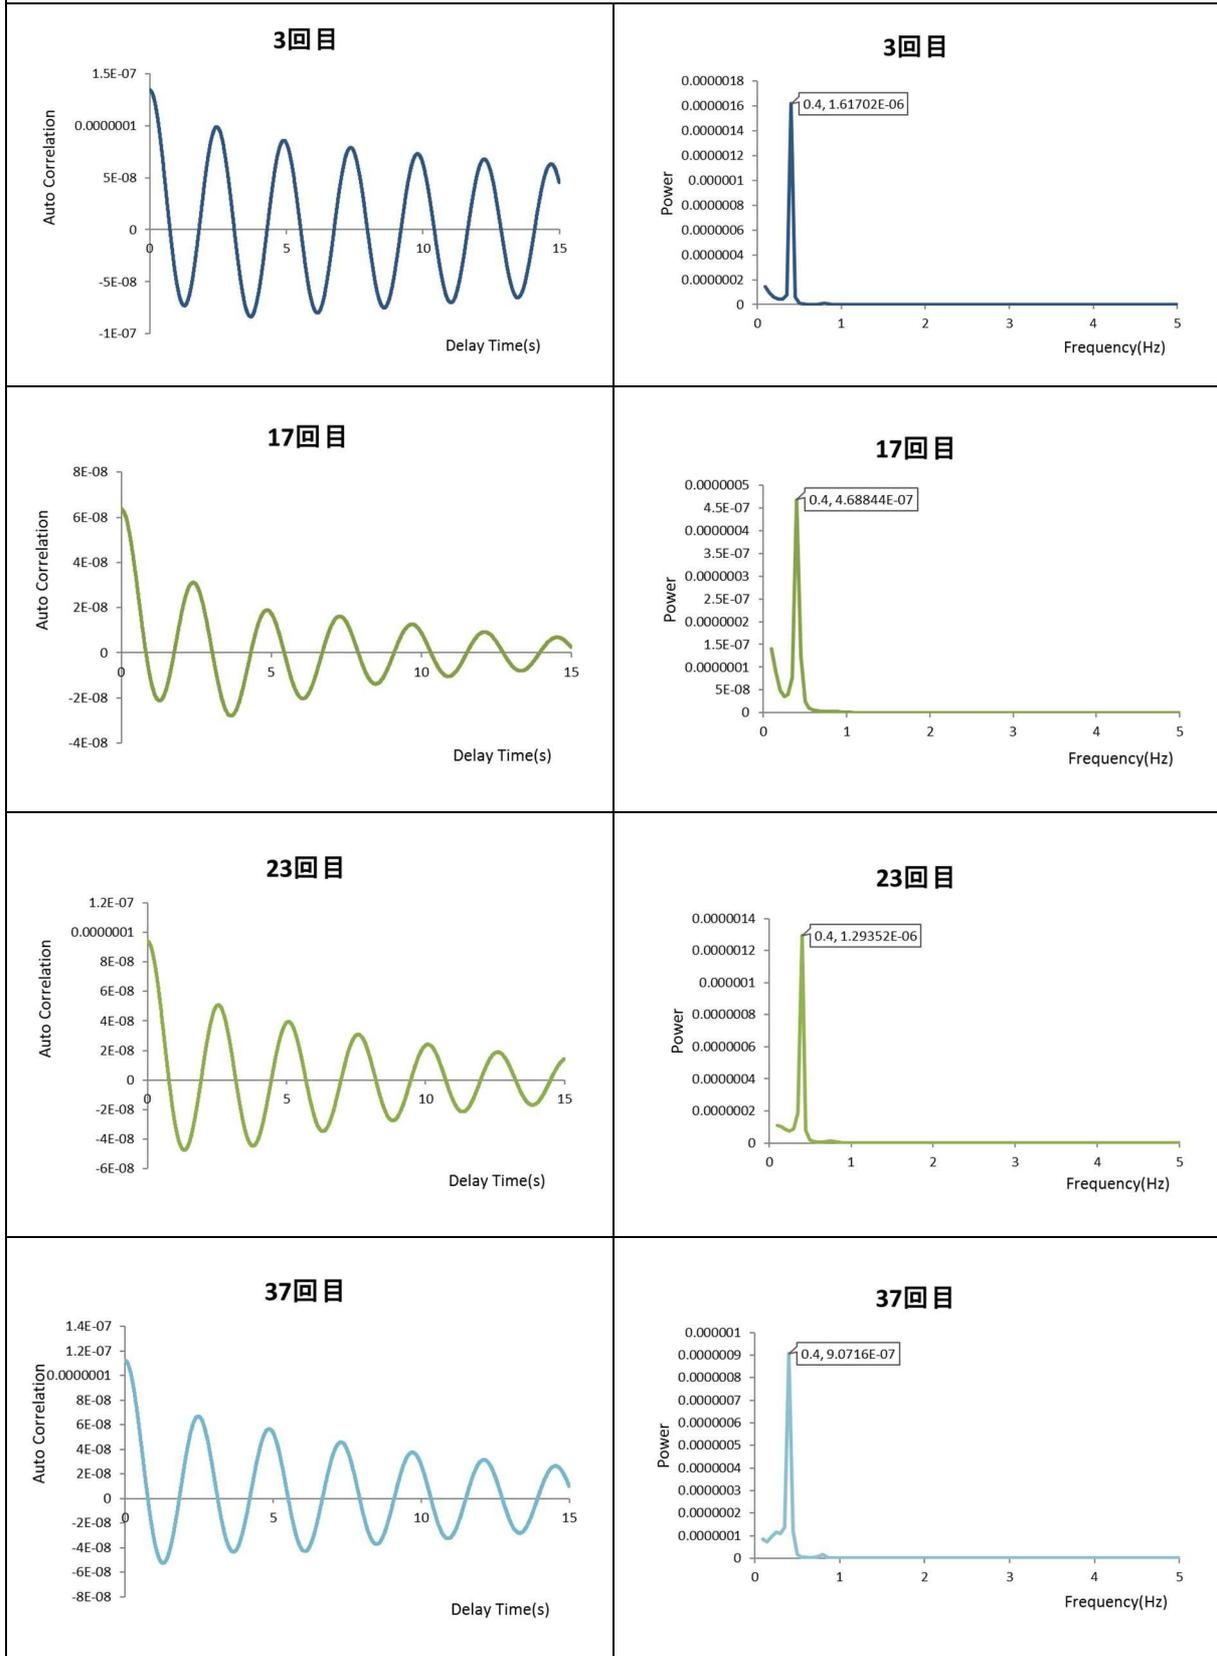 3回目
1.5E-07
0.0000001
5E-08
0
-5E-08
-1E-07
0
5
10
15
Auto Correlation
Delay Time(s)
3回目
0.0000018
0.0000016
0.0000014
0.0000012
0.000001
0.0000008
0.0000006
0.0000004
0.0000002
0
0
1
2
3
4
5
0.4, 1.61702E-06
Power
Frequency(Hz)
17回目
8E-08
6E-08
4E-08
2E-08
0
-2E-08
-4E-08
0
5
10
15
Auto Correlation
Delay Time(s)
17回目
0.0000005
4.5E-07
0.0000004
3.5E-07
0.0000003
2.5E-07
0.0000002
1.5E-07
0.0000001
5E-08
0
0
1
2
3
4
5
0.4, 4.68844E-07
Power
Frequency(Hz)
23回目
1.2E-07
0.0000001
8E-08
6E-08
4E-08
2E-08
0
-2E-08
-4E-08
-6E-08
0
5
10
15
Auto Correlation
Delay Time(s)
23回目
0.0000014
0.0000012
0.000001
0.0000008
0.0000006
0.0000004
0.0000002
0
0
1
2
3
4
5
0.4, 1.29352E-06
Power
Frequency(Hz)
37回目
1.4E-07
1.2E-07
0.0000001
8E-08
6E-08
4E-08
2E-08
0
-2E-08
-4E-08
-6E-08
-8E-08
0
5
10
15
Auto Correlation
Delay Time(s)
37回目
0.000001
0.0000009
0.0000008
0.0000007
0.0000006
0.0000005
0.0000004
0.0000003
0.0000002
0.0000001
0
0
1
2
3
4
5
0.4, 9.0716E-07
Power
Frequency(Hz)